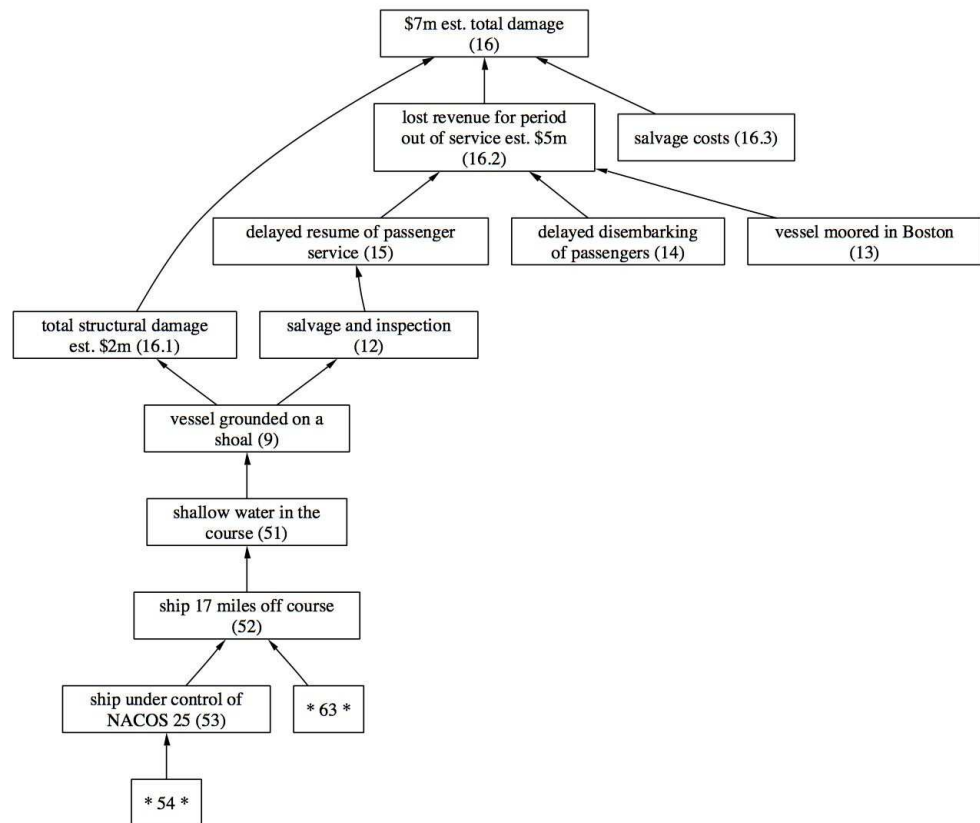 $7m est. total damage
(16)
lost revenue for period
out of service est. $5m
(16.2)
salvage costs (16.3)
delayed resume of passenger
service (15)
delayed disembarking
of passengers (14)
vessel moored in Boston
(13)
total structural damage
est. $2m (16.1)
salvage and inspection
(12)
vessel grounded on a
shoal (9)
shallow water in the
course (51)
ship 17 miles off course
(52)
ship under control of
NACOS 25 (53)
* 63 *
* 54 *